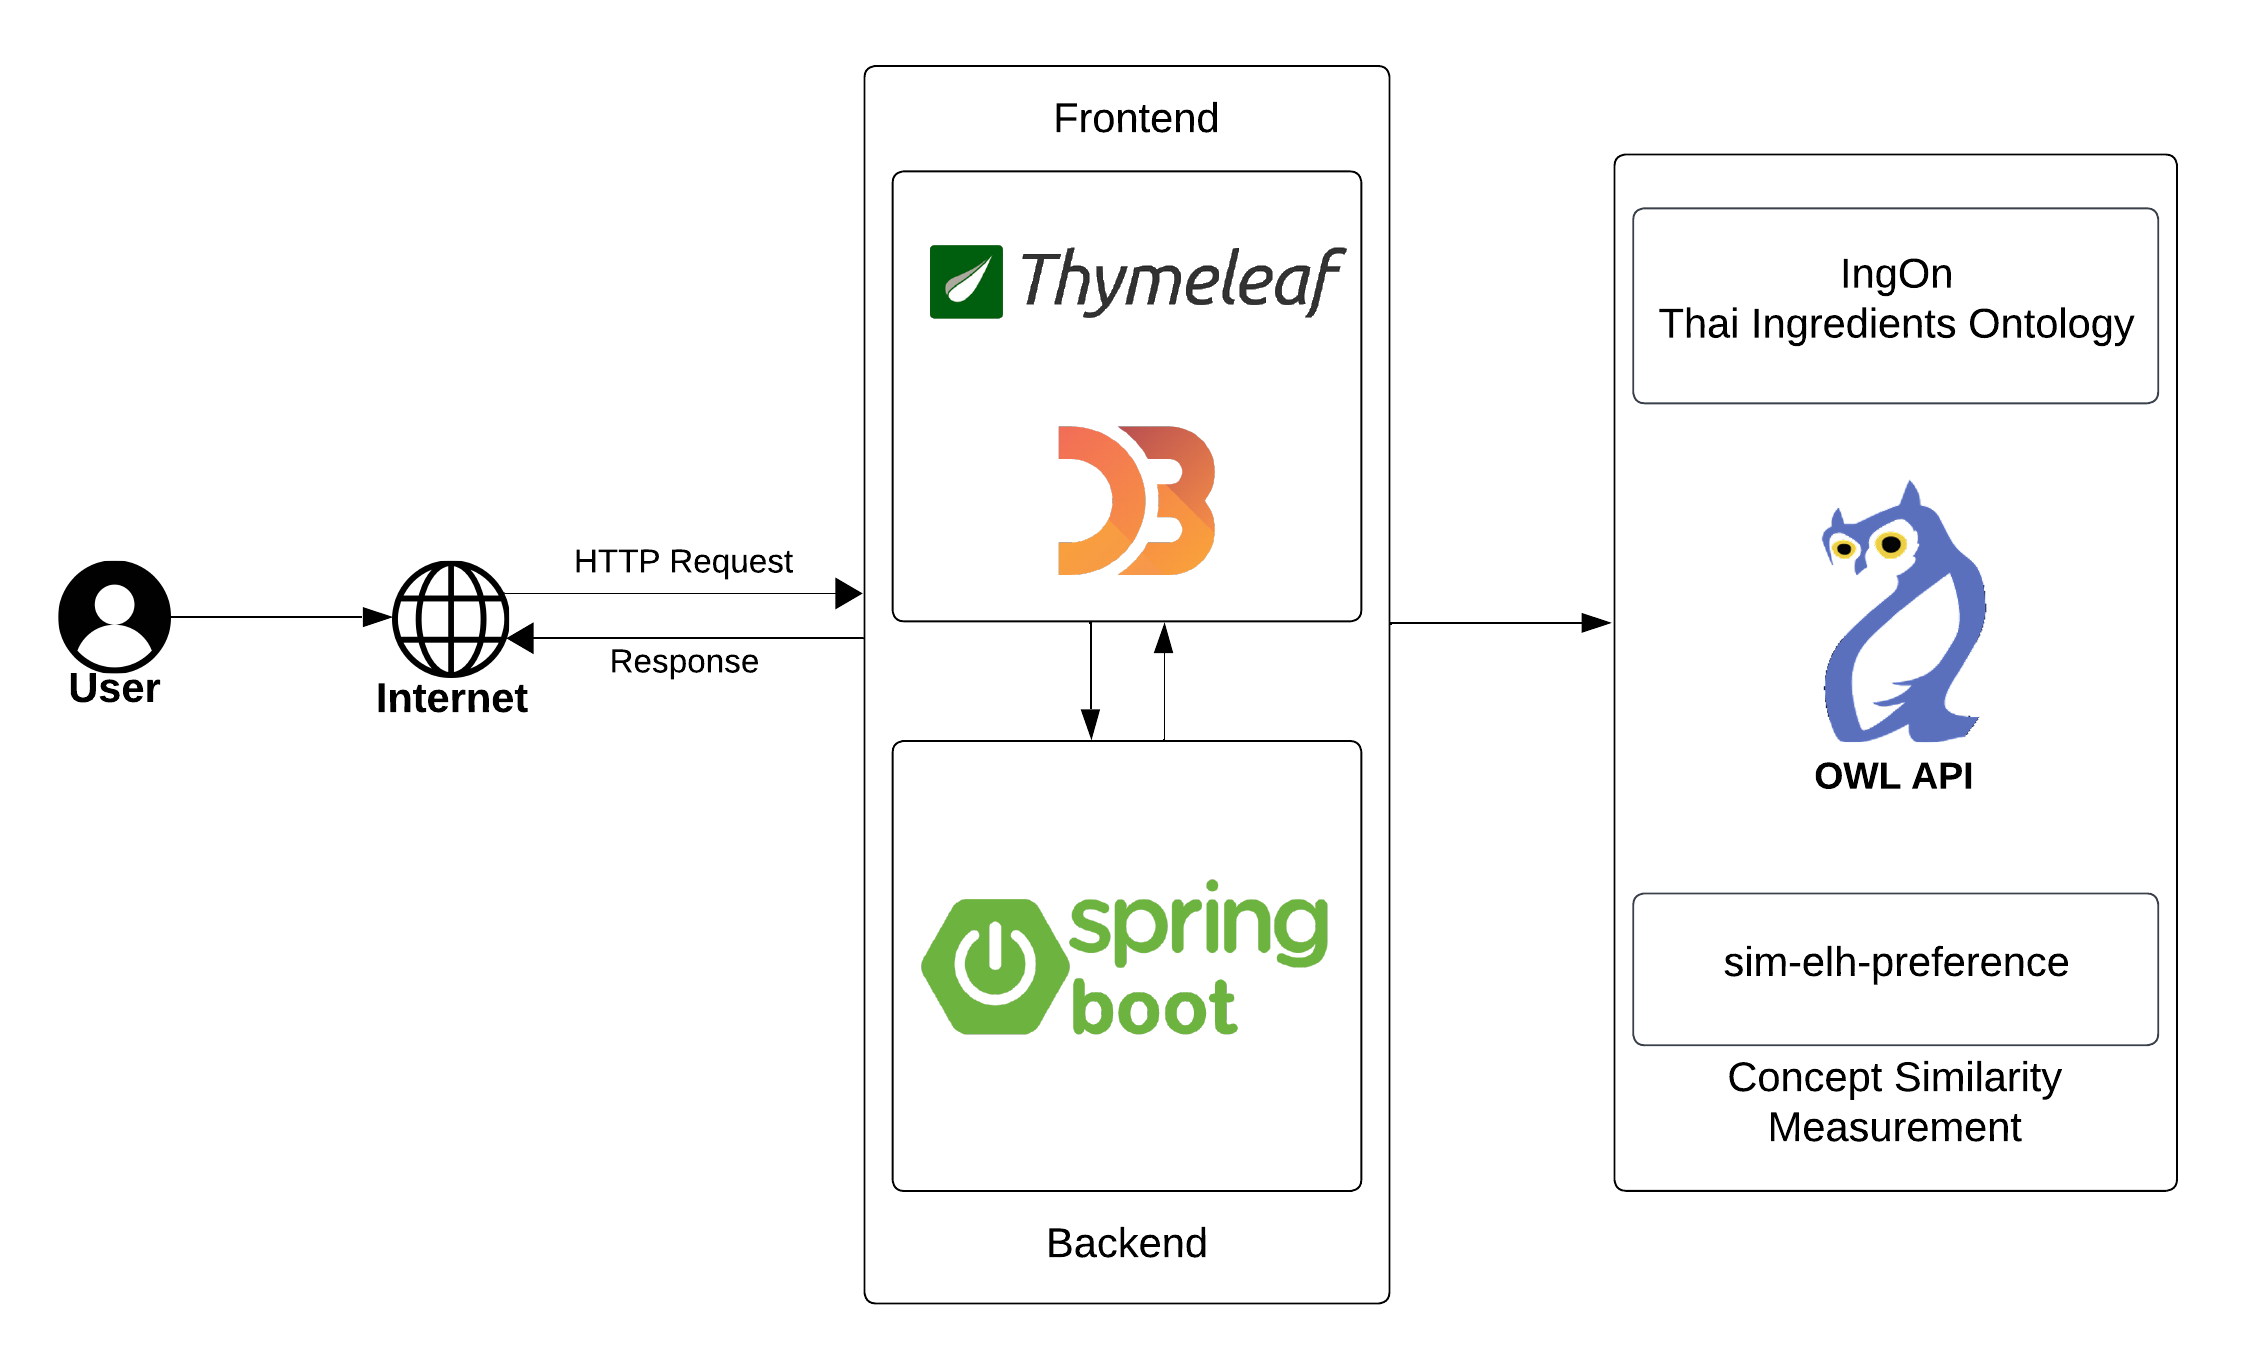 Frontend
Thymeleaf
D3
User
Internet
HTTP Request
Response
spring
boot
Backend
IngOn
Thai Ingredients Ontology
OWL API
sim-elh-preference
Concept Similarity
Measurement